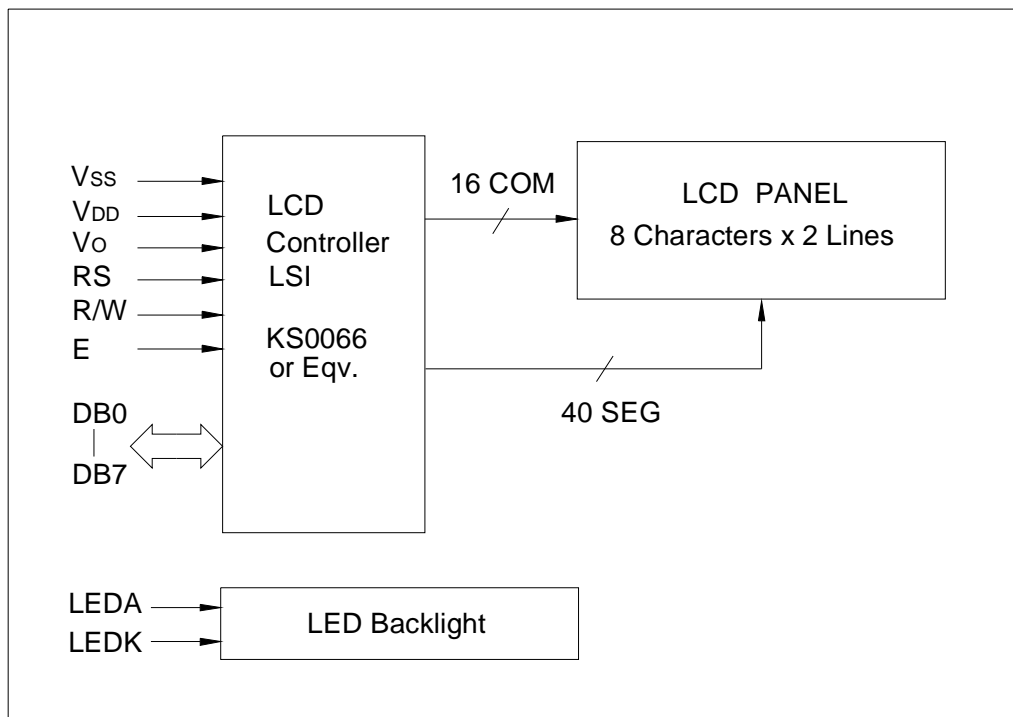 VSS
VDD
VO
RS
R/W
E
DB0
DB7
LCD
Controller
LSI
KS0066
or Eqv.
16 COM
40 SEG
LCD PANEL
8 Characters x 2 Lines
LEDA
LEDK
LED Backlight